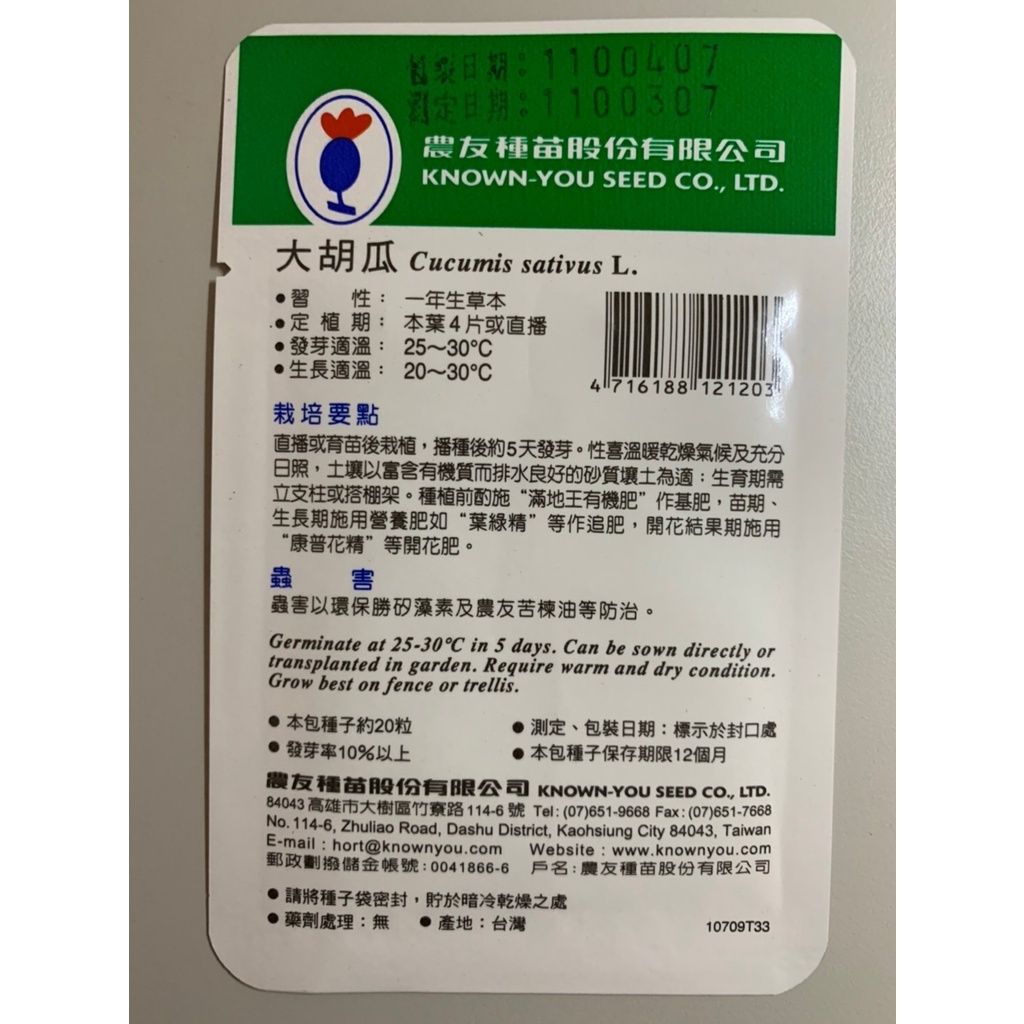 包裝日期：1100407
測定日期：1100307
農友種苗股份有限公司
KNOWN-YOU SEED CO., LTD.
大胡瓜 Cucumis sativus L.
●習　性： 一年生草本
●定植期： 本葉4片或直播
●發芽適溫： 25～30°C
●生長適溫： 20～30°C
4 716188 121203
栽培要點
直播或育苗後栽植，播種後約5天發芽。性喜溫暖乾燥氣候及充分
日照，土壤以富含有機質而排水良好的砂質壤土為適；生育期需
立支柱或搭棚架。種植前酌施“滿地王有機肥”作基肥，苗期、
生長期施用營養肥如“葉綠精”等作追肥，開花結果期施用
“康普花精”等開花肥。
蟲　害
蟲害以環保勝矽藻素及農友苦楝油等防治。
Germinate at 25-30°C in 5 days. Can be sown directly or
transplanted in garden. Require warm and dry condition.
Grow best on fence or trellis.
●本包種子約20粒 ●測定、包裝日期：標示於封口處
●發芽率10%以上 ●本包種子保存期限12個月
農友種苗股份有限公司 KNOWN-YOU SEED CO., LTD.
84043 高雄市大樹區竹寮路114-6號 Tel: (07)651-9668 Fax: (07)651-7668
No. 114-6, Zhuliao Road, Dashu District, Kaohsiung City 84043, Taiwan
E-mail : hort@knownyou.com Website : www.knownyou.com
郵政劃撥儲金帳號：0041866-6 戶名：農友種苗股份有限公司
●請將種子袋密封，貯於暗冷乾燥之處
●藥劑處理：無 ●產地：台灣
10709T33